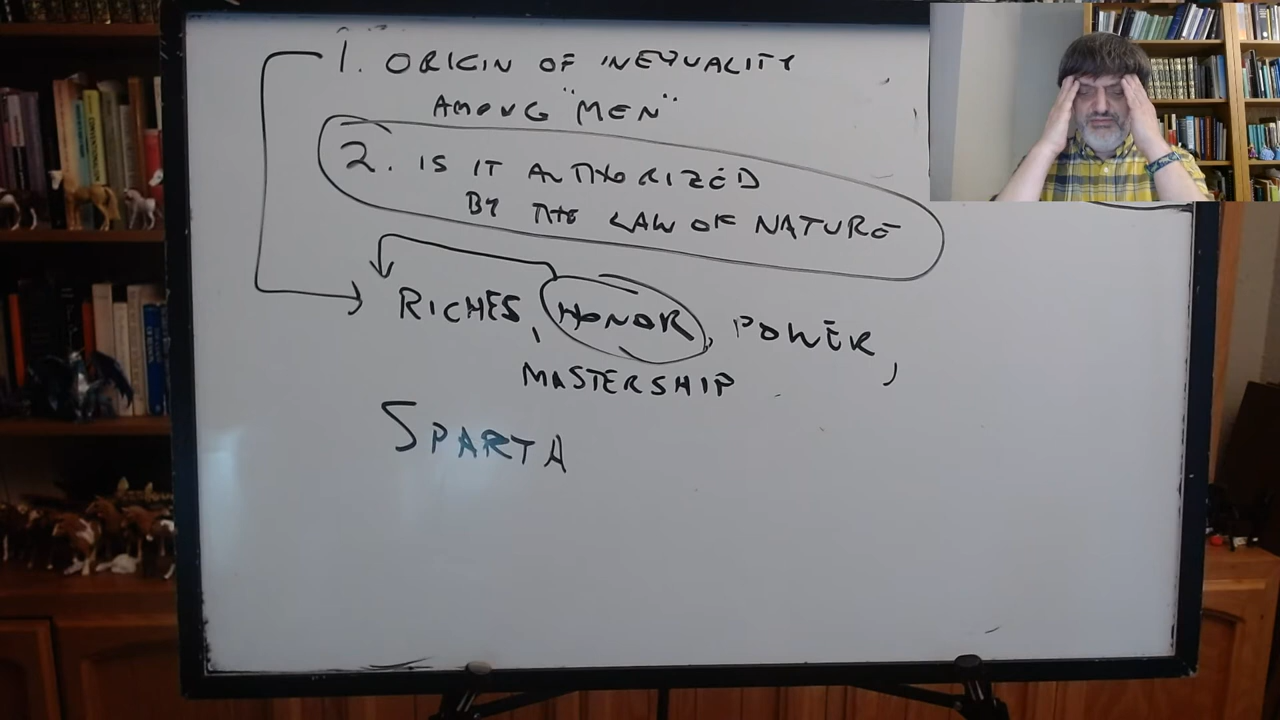 1. ORIGIN OF INEQUALITY
AMONG "MEN"
2. IS IT AUTHORIZED
BY THE LAW OF NATURE
RICHES, HONOR, POWER,
MASTERSHIP
SPARTA